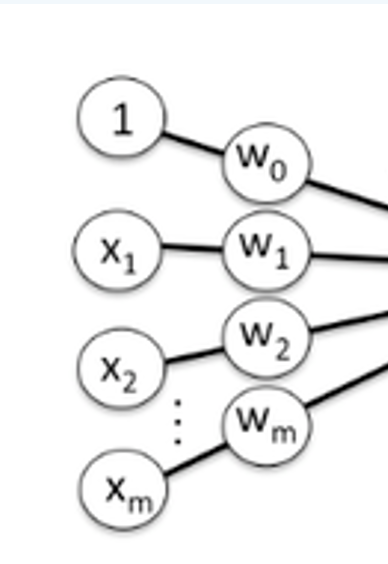 1
w₀
x₁
w₁
x₂
w₂
⋮
wₘ
xₘ